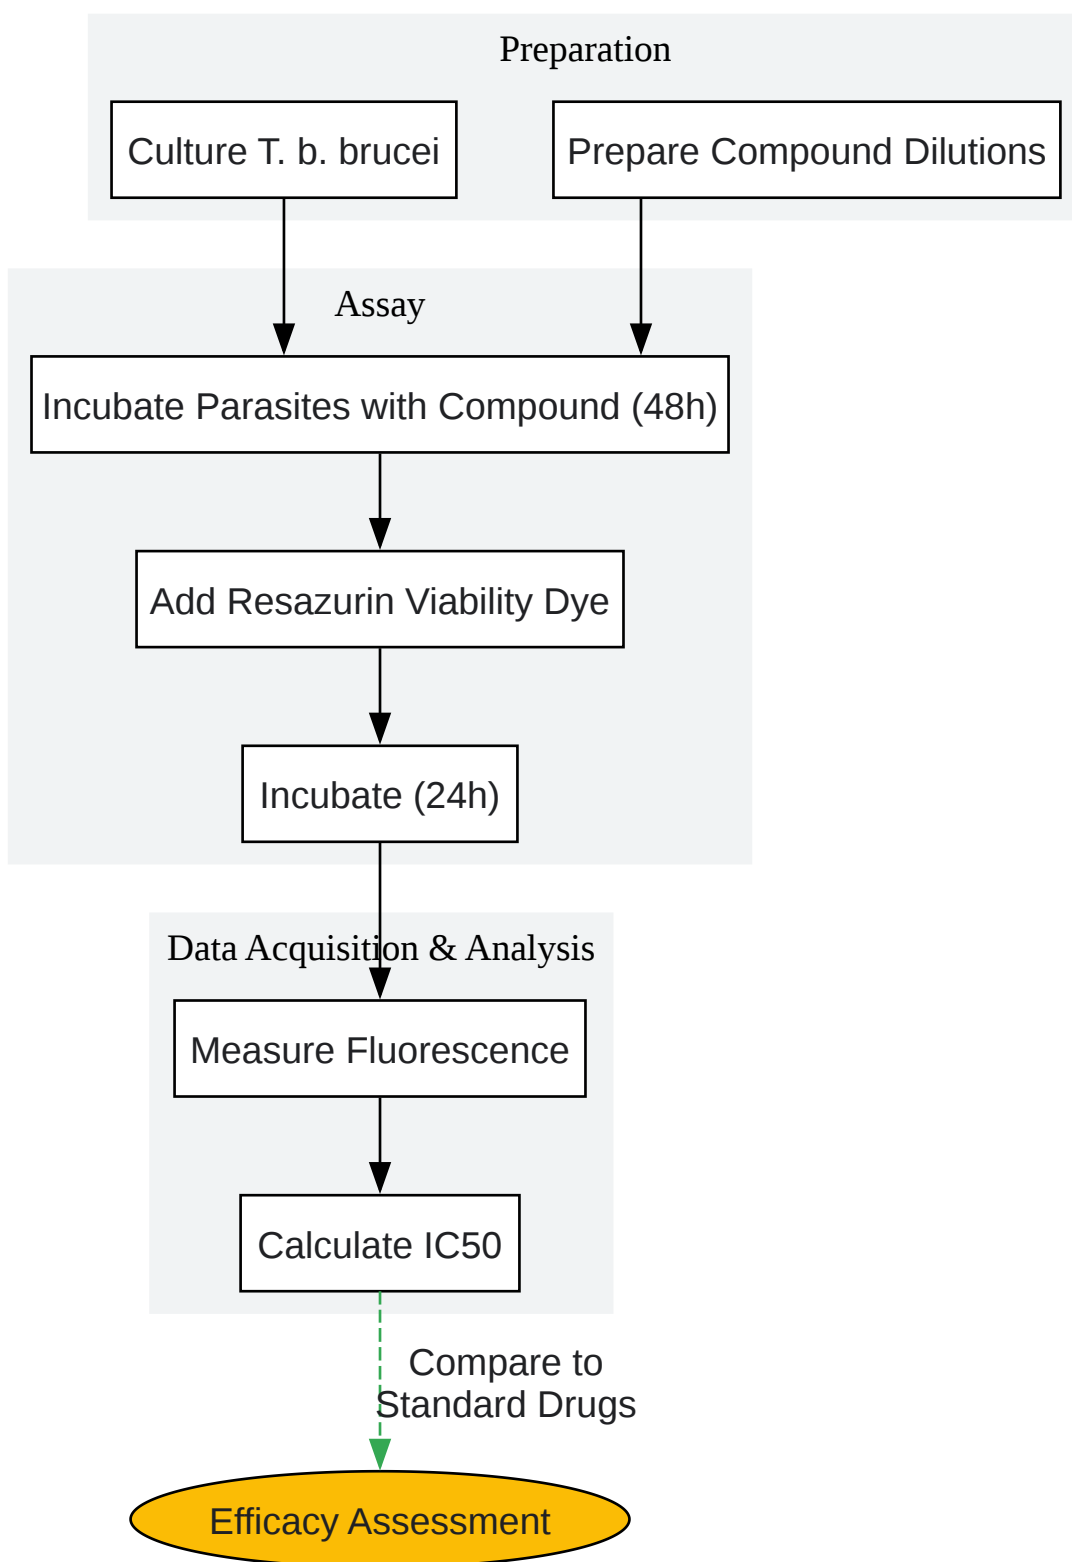 Preparation
Culture T. b. brucei
Prepare Compound Dilutions
Assay
Incubate Parasites with Compound (48h)
Add Resazurin Viability Dye
Incubate (24h)
Data Acquisition & Analysis
Measure Fluorescence
Calculate IC50
Compare to
Standard Drugs
Efficacy Assessment